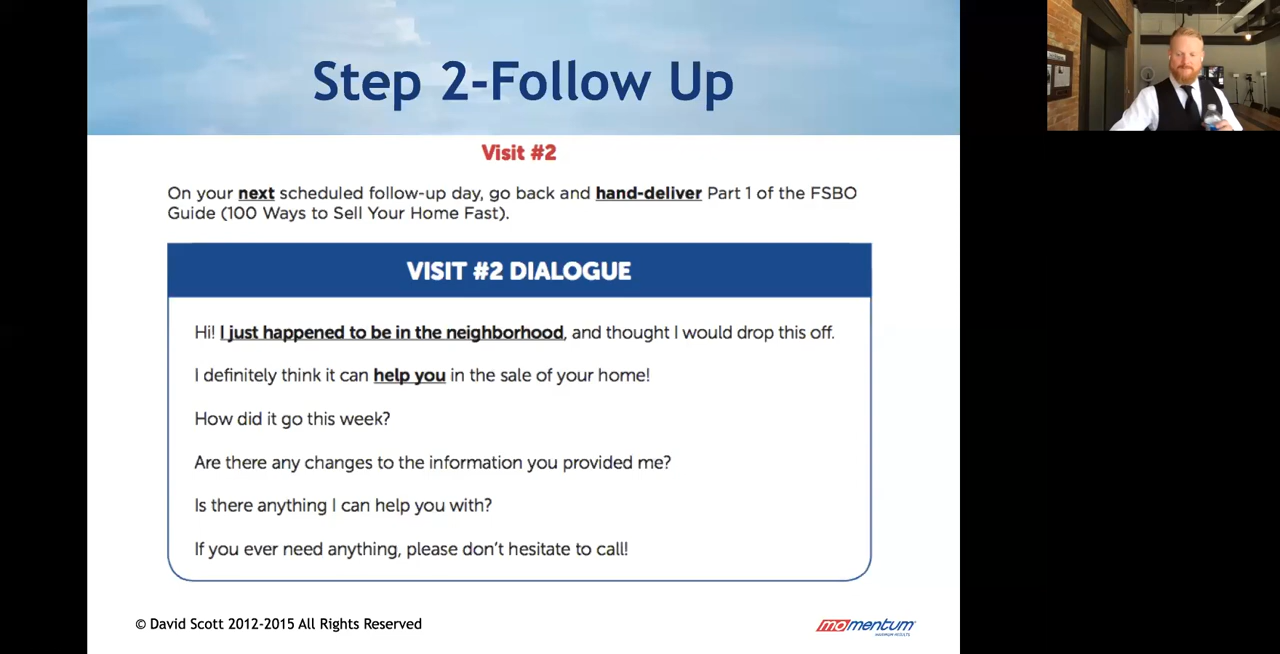 Step 2-Follow Up
Visit #2
On your next scheduled follow-up day, go back and hand-deliver Part 1 of the FSBO
Guide (100 Ways to Sell Your Home Fast).
VISIT #2 DIALOGUE
Hi! I just happened to be in the neighborhood, and thought I would drop this off.
I definitely think it can help you in the sale of your home!
How did it go this week?
Are there any changes to the information you provided me?
Is there anything I can help you with?
If you ever need anything, please don't hesitate to call!
© David Scott 2012-2015 All Rights Reserved
momentum